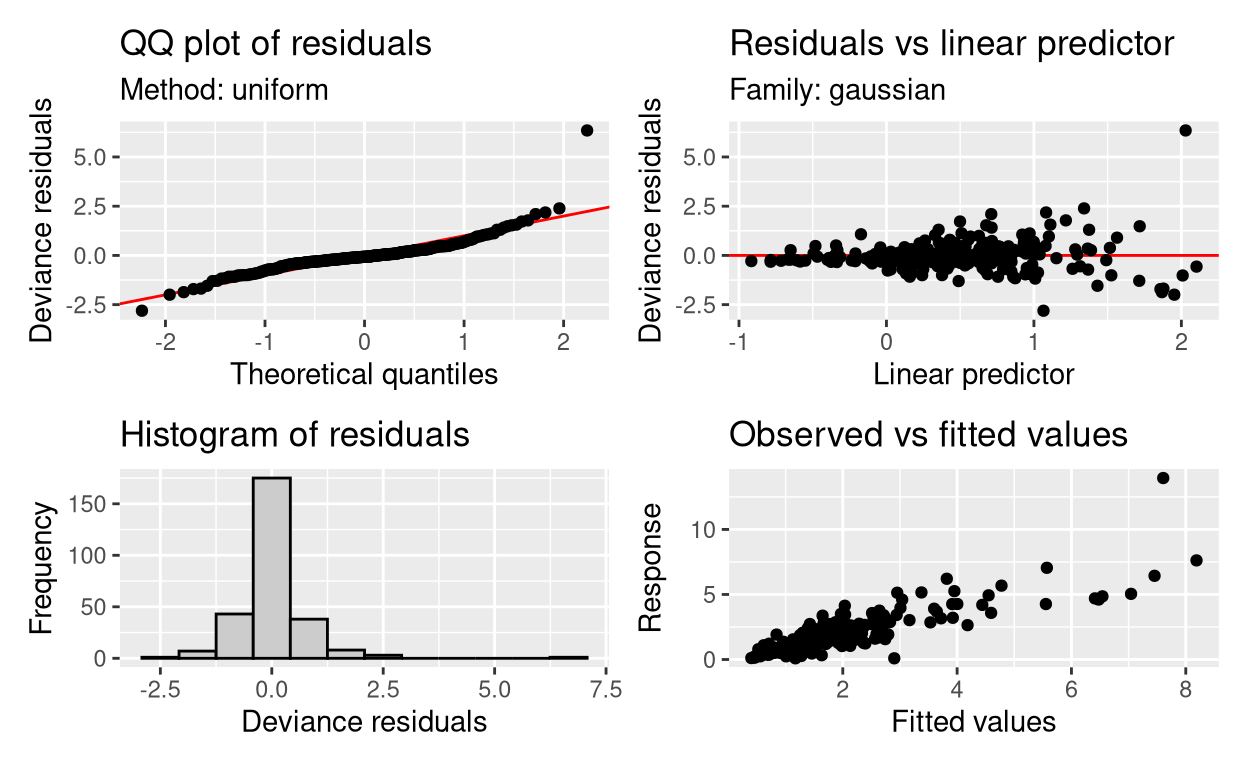 QQ plot of residuals
Method: uniform
Deviance residuals
5.0
2.5
0.0
-2.5
-2
-1
0
1
2
Theoretical quantiles
Residuals vs linear predictor
Family: gaussian
Deviance residuals
5.0
2.5
0.0
-2.5
-1
0
1
2
Linear predictor
Histogram of residuals
Frequency
150
100
50
0
-2.5
0.0
2.5
5.0
7.5
Deviance residuals
Observed vs fitted values
Response
10
5
0
2
4
6
8
Fitted values